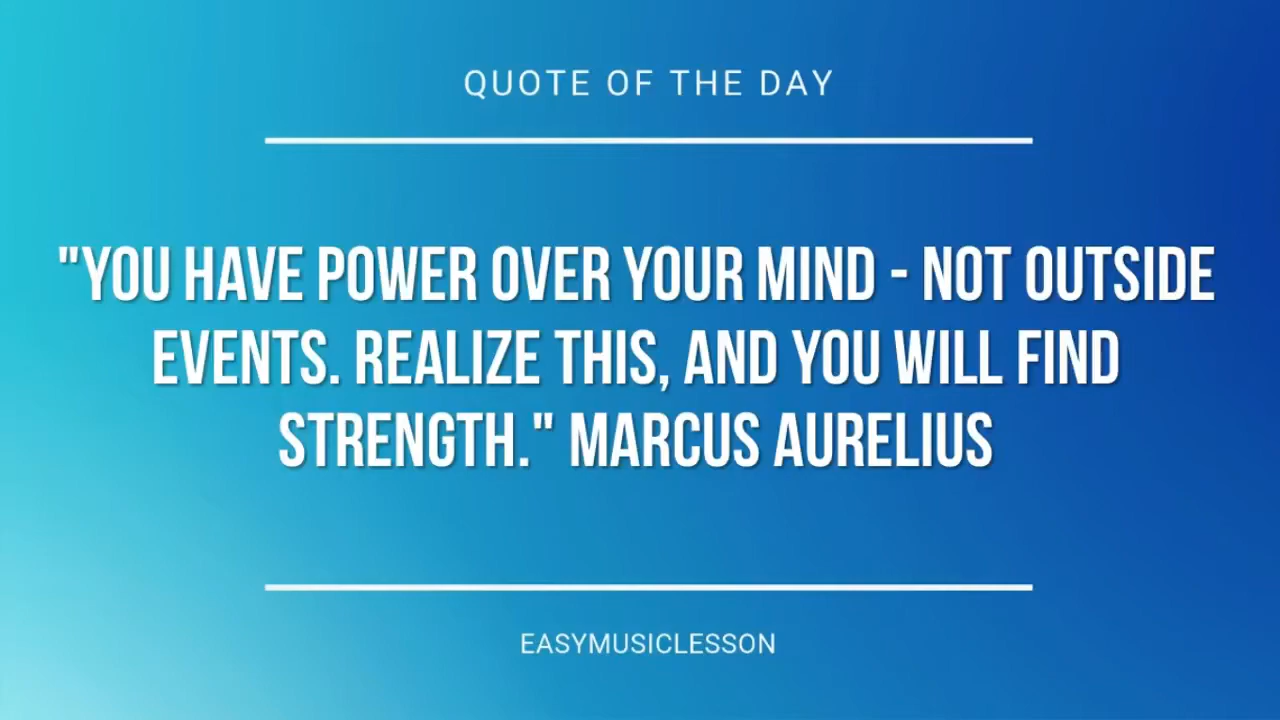 QUOTE OF THE DAY
"YOU HAVE POWER OVER YOUR MIND - NOT OUTSIDE
EVENTS. REALIZE THIS, AND YOU WILL FIND
STRENGTH." MARCUS AURELIUS
EASYMUSICLESSON